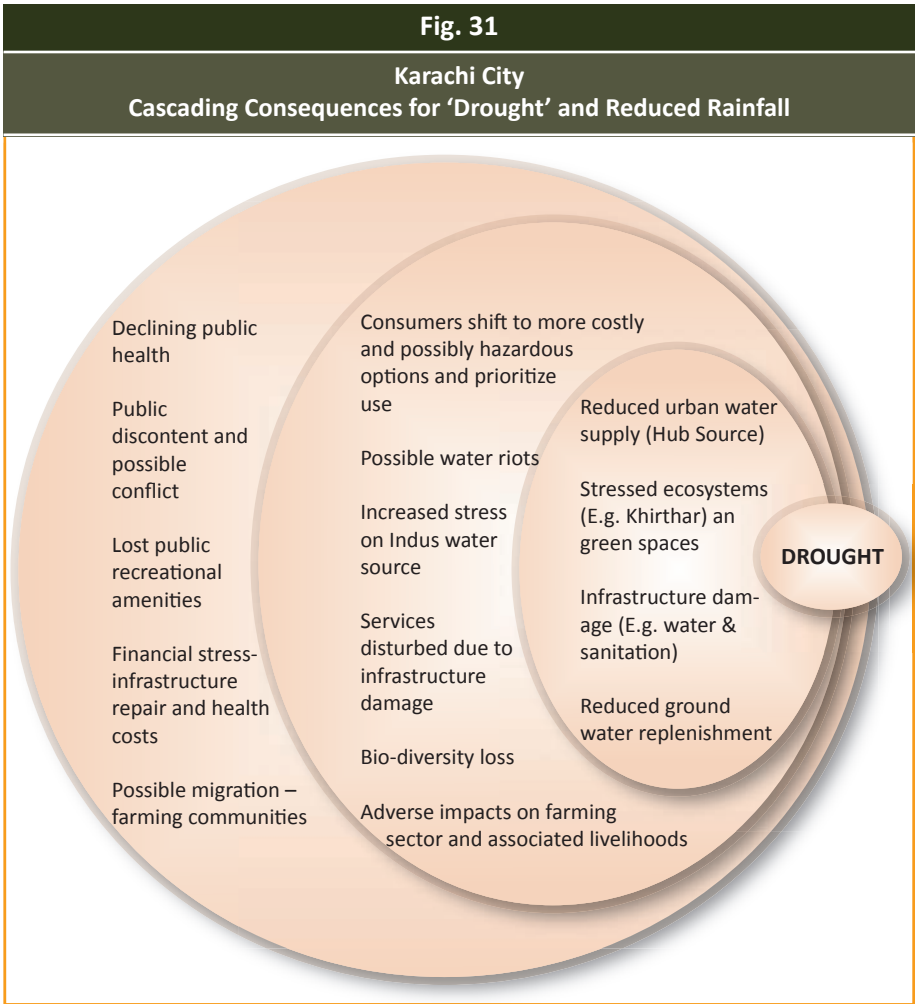 Fig. 31
Karachi City
Cascading Consequences for ‘Drought’ and Reduced Rainfall
Declining public
health
Public
discontent and
possible
conflict
Lost public
recreational
amenities
Financial stress-
infrastructure
repair and health
costs
Possible migration –
farming communities
Consumers shift to more costly
and possibly hazardous
options and prioritize
use
Possible water riots
Increased stress
on Indus water
source
Services
disturbed due to
infrastructure
damage
Bio-diversity loss
Adverse impacts on farming
sector and associated livelihoods
Reduced urban water
supply (Hub Source)
Stressed ecosystems
(E.g. Khirthar) an
green spaces
Infrastructure dam-
age (E.g. water &
sanitation)
Reduced ground
water replenishment
DROUGHT